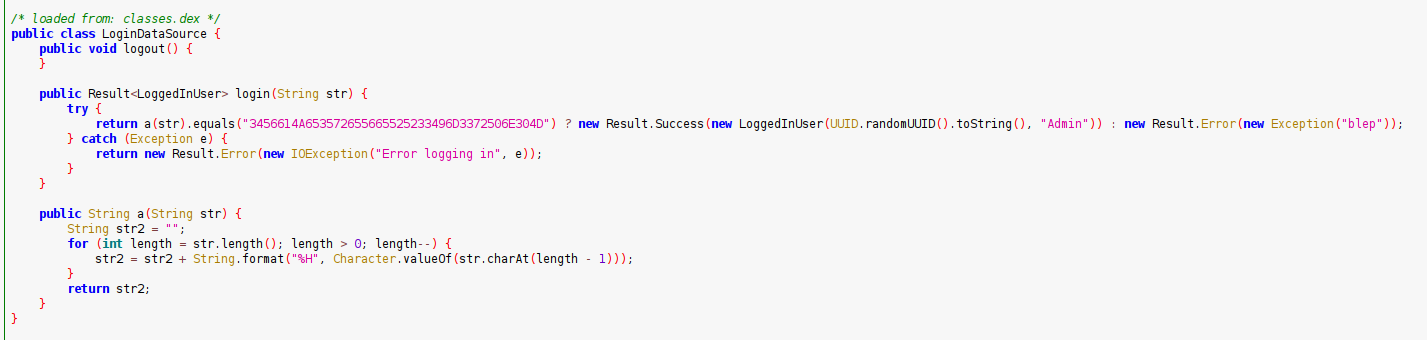 /* loaded from: classes.dex */
public class LoginDataSource {
public void logout() {
}
public Result<LoggedInUser> login(String str) {
try {
return a(str).equals("3456614A653572655665525233496D3372506E304D") ? new Result.Success(new LoggedInUser(UUID.randomUUID().toString(), "Admin")) : new Result.Error(new Exception("blep"));
} catch (Exception e) {
return new Result.Error(new IOException("Error logging in", e));
}
}
public String a(String str) {
String str2 = "";
for (int length = str.length(); length > 0; length--) {
str2 = str2 + String.format("%H", Character.valueOf(str.charAt(length - 1)));
}
return str2;
}
}